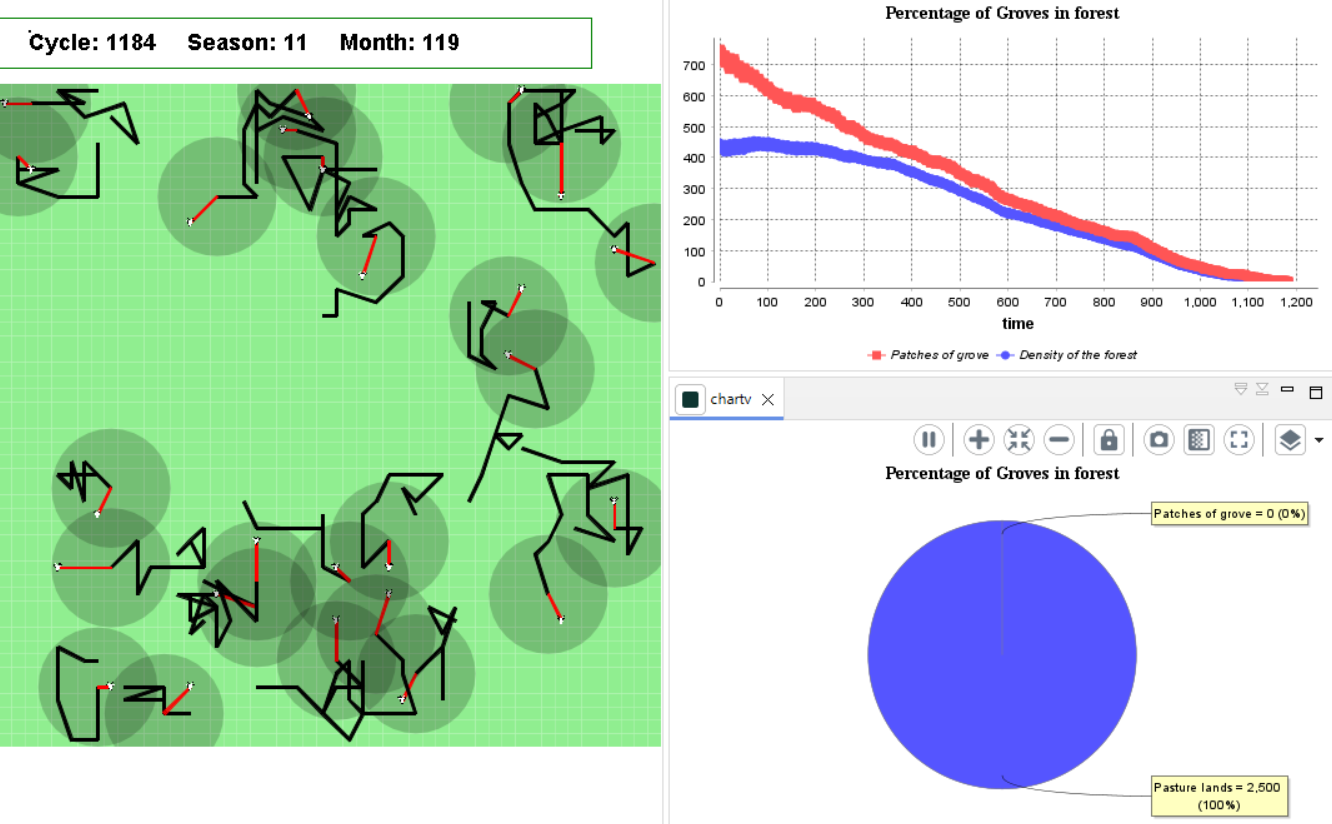 Cycle: 1184 Season: 11 Month: 119
Percentage of Groves in forest
700
600
500
400
300
200
100
0
0 100 200 300 400 500 600 700 800 900 1,000 1,100 1,200
time
Patches of grove Density of the forest
chartv
Percentage of Groves in forest
Patches of grove = 0 (0%)
Pasture lands = 2,500
(100%)